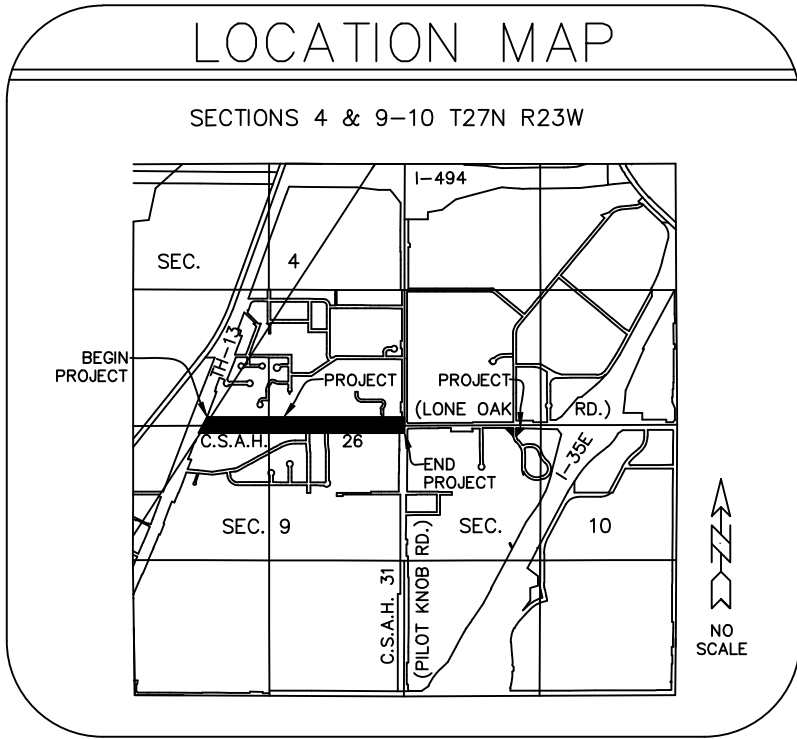 LOCATION MAP
SECTIONS 4 & 9-10 T27N R23W
I-494
SEC. 4
TH-13
BEGIN
PROJECT
PROJECT
PROJECT
(LONE OAK RD.)
C.S.A.H. 26
I-35E
END
PROJECT
SEC. 9
SEC. 10
C.S.A.H. 31
(PILOT KNOB RD.)
N
NO
SCALE